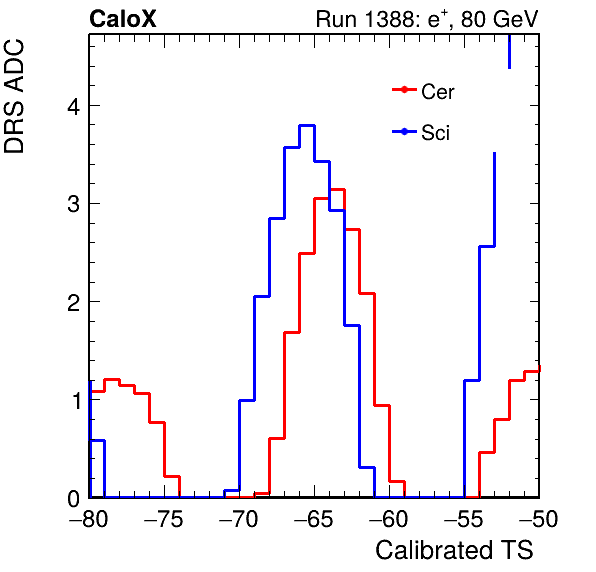 CaloX
Run 1388: e+, 80 GeV
DRS ADC
Cer
Sci
4
3
2
1
0
−80 −75 −70 −65 −60 −55 −50
Calibrated TS